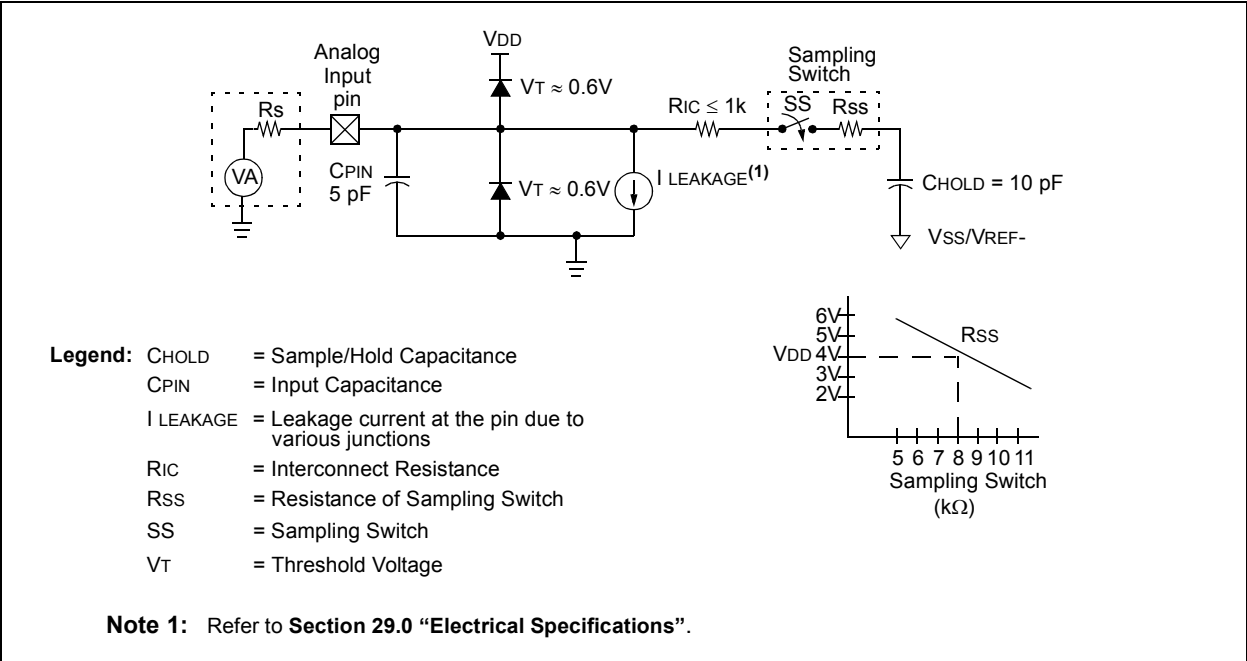 Analog
Input
pin
VDD
VT ≈ 0.6V
Sampling
Switch
Rs
RIC ≤ 1k
SS
Rss
VA
CPIN
5 pF
VT ≈ 0.6V
I LEAKAGE(1)
CHOLD = 10 pF
VSS/VREF-
Legend: CHOLD = Sample/Hold Capacitance
CPIN = Input Capacitance
I LEAKAGE = Leakage current at the pin due to
various junctions
RIC = Interconnect Resistance
RSS = Resistance of Sampling Switch
SS = Sampling Switch
VT = Threshold Voltage
6V
5V
VDD 4V
3V
2V
RSS
5 6 7 8 9 10 11
Sampling Switch
(kΩ)
Note 1: Refer to Section 29.0 “Electrical Specifications”.